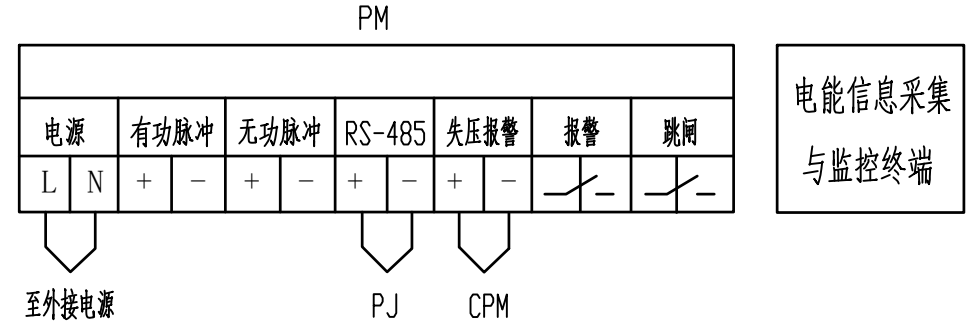 PM
电源 有功脉冲 无功脉冲 RS-485 失压报警 报警 跳闸
L N + - + - + - + -
至外接电源 PJ CPM
电能信息采集
与监控终端